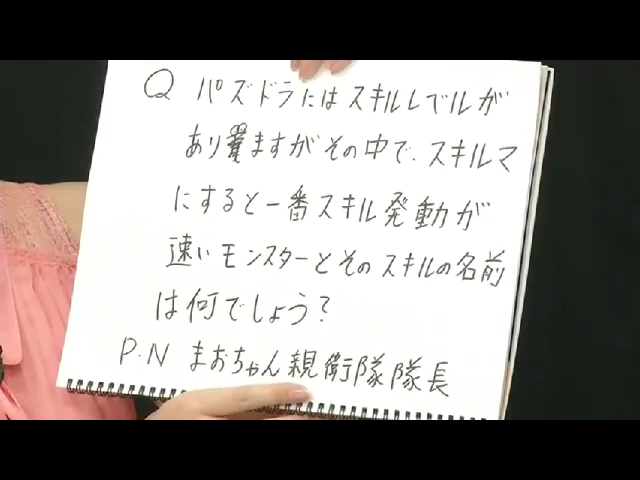 Q パズドラにはスキルレベルが
ありますがその中で、スキルマ
にすると一番スキル発動が
速いモンスターとそのスキルの名前
は何でしょう?
P.N まおちゃん親衛隊隊長